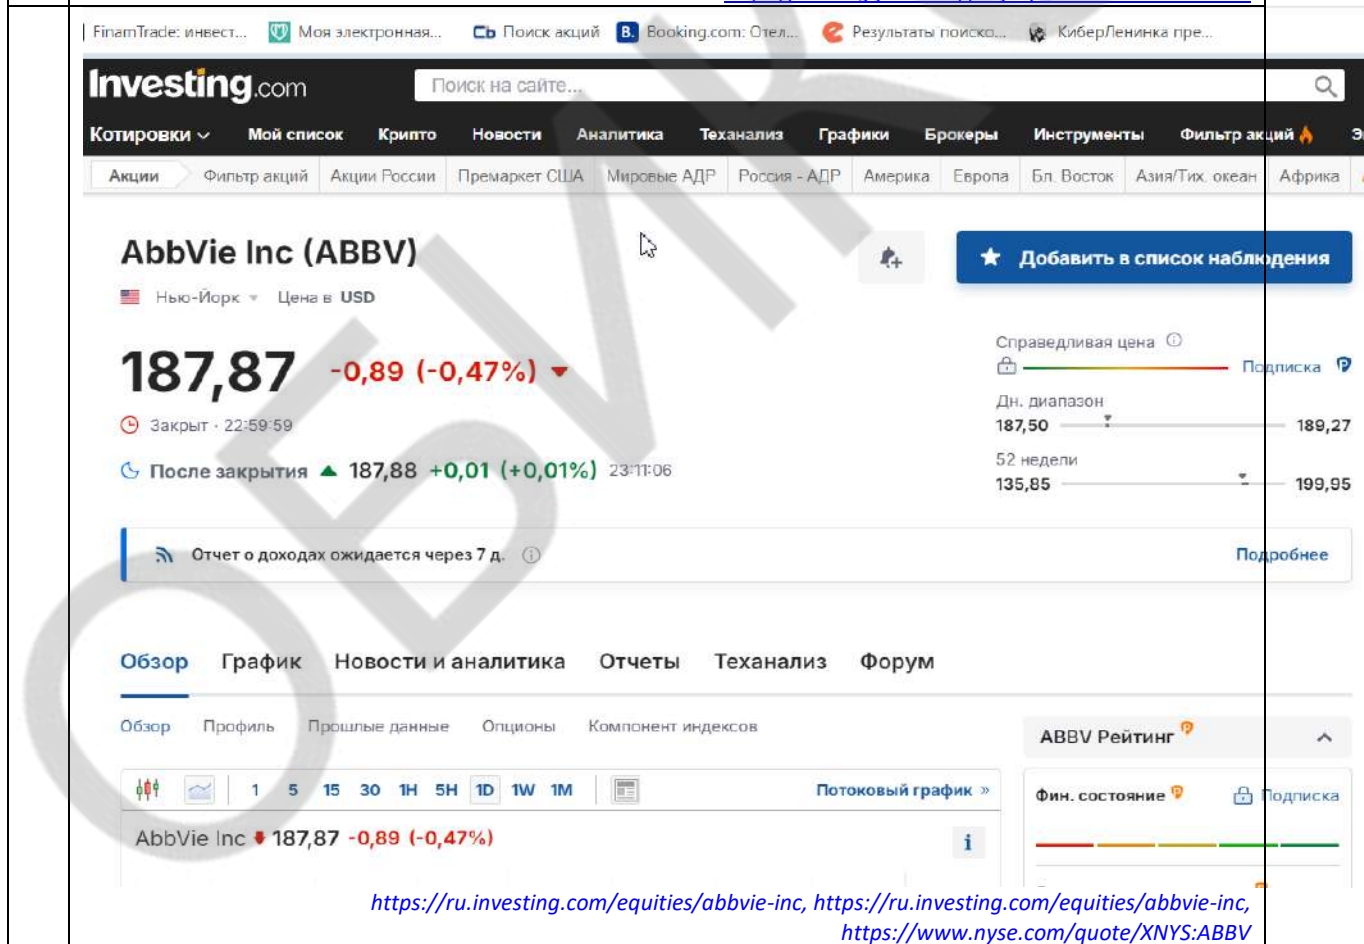 FinamTrade: инвест... Моя электронная... Сb Поиск акций B. Booking.com: Отел... Результаты поиско... КиберЛенинка пре...
Investing.com Поиск на сайте...
Котировки Мой список Крипто Новости Аналитика Теханализ Графики Брокеры Инструменты Фильтр акций
Акции Фильтр акций Акции России Премаркет США Мировые АДР Россия - АДР Америка Европа Бл. Восток Азия/Тих. океан Африка
AbbVie Inc (ABBV)
Добавить в список наблюдения
Нью-Йорк Цена в USD
187,87 -0,89 (-0,47%)
Справедливая цена
Подписка
Дн. диапазон
187,50 189,27
Закрыт · 22:59:59
52 недели
135,85 199,95
После закрытия 187,88 +0,01 (+0,01%) 23:11:06
Отчет о доходах ожидается через 7 д. Подробнее
Обзор График Новости и аналитика Отчеты Теханализ Форум
Обзор Профиль Прошлые данные Опционы Компонент индексов
ABBV Рейтинг
1 5 15 30 1H 5H 1D 1W 1M Потоковый график »
Фин. состояние Подписка
AbbVie Inc 187,87 -0,89 (-0,47%)
https://ru.investing.com/equities/abbvie-inc, https://ru.investing.com/equities/abbvie-inc,
https://www.nyse.com/quote/XNYS:ABBV